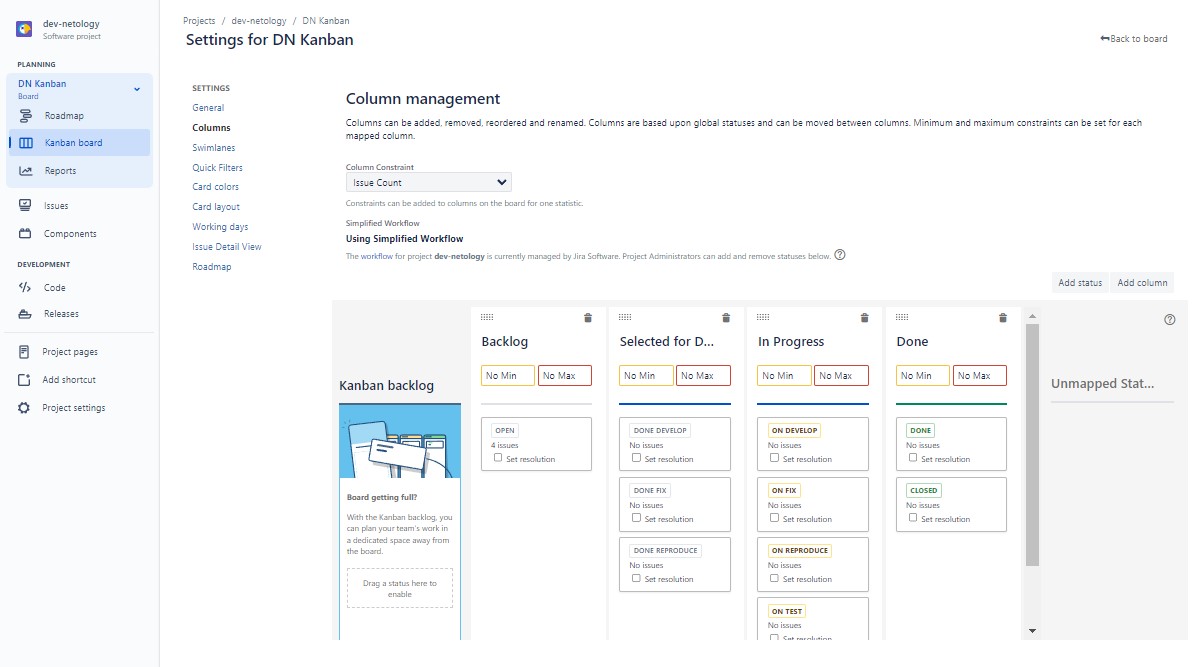 dev-netology
Software project
PLANNING
DN Kanban
Board
Roadmap
Kanban board
Reports
Issues
Components
DEVELOPMENT
Code
Releases
Project pages
Add shortcut
Project settings
Projects / dev-netology / DN Kanban
Settings for DN Kanban
Back to board
SETTINGS
General
Columns
Swimlanes
Quick Filters
Card colors
Card layout
Working days
Issue Detail View
Roadmap
Column management
Columns can be added, removed, reordered and renamed. Columns are based upon global statuses and can be moved between columns. Minimum and maximum constraints can be set for each
mapped column.
Column Constraint
Issue Count
Constraints can be added to columns on the board for one statistic.
Simplified Workflow
Using Simplified Workflow
The workflow for project dev-netology is currently managed by Jira Software. Project Administrators can add and remove statuses below.
Add status Add column
Kanban backlog
Board getting full?
With the Kanban backlog, you
can plan your team's work in
a dedicated space away from
the board.
Drag a status here to
enable
Backlog
No Min No Max
OPEN
4 issues
Set resolution
Selected for D...
No Min No Max
DONE DEVELOP
No issues
Set resolution
DONE FIX
No issues
Set resolution
DONE REPRODUCE
No issues
Set resolution
In Progress
No Min No Max
ON DEVELOP
No issues
Set resolution
ON FIX
No issues
Set resolution
ON REPRODUCE
No issues
Set resolution
ON TEST
No issues
Set resolution
Done
No Min No Max
DONE
No issues
Set resolution
CLOSED
No issues
Set resolution
Unmapped Stat...